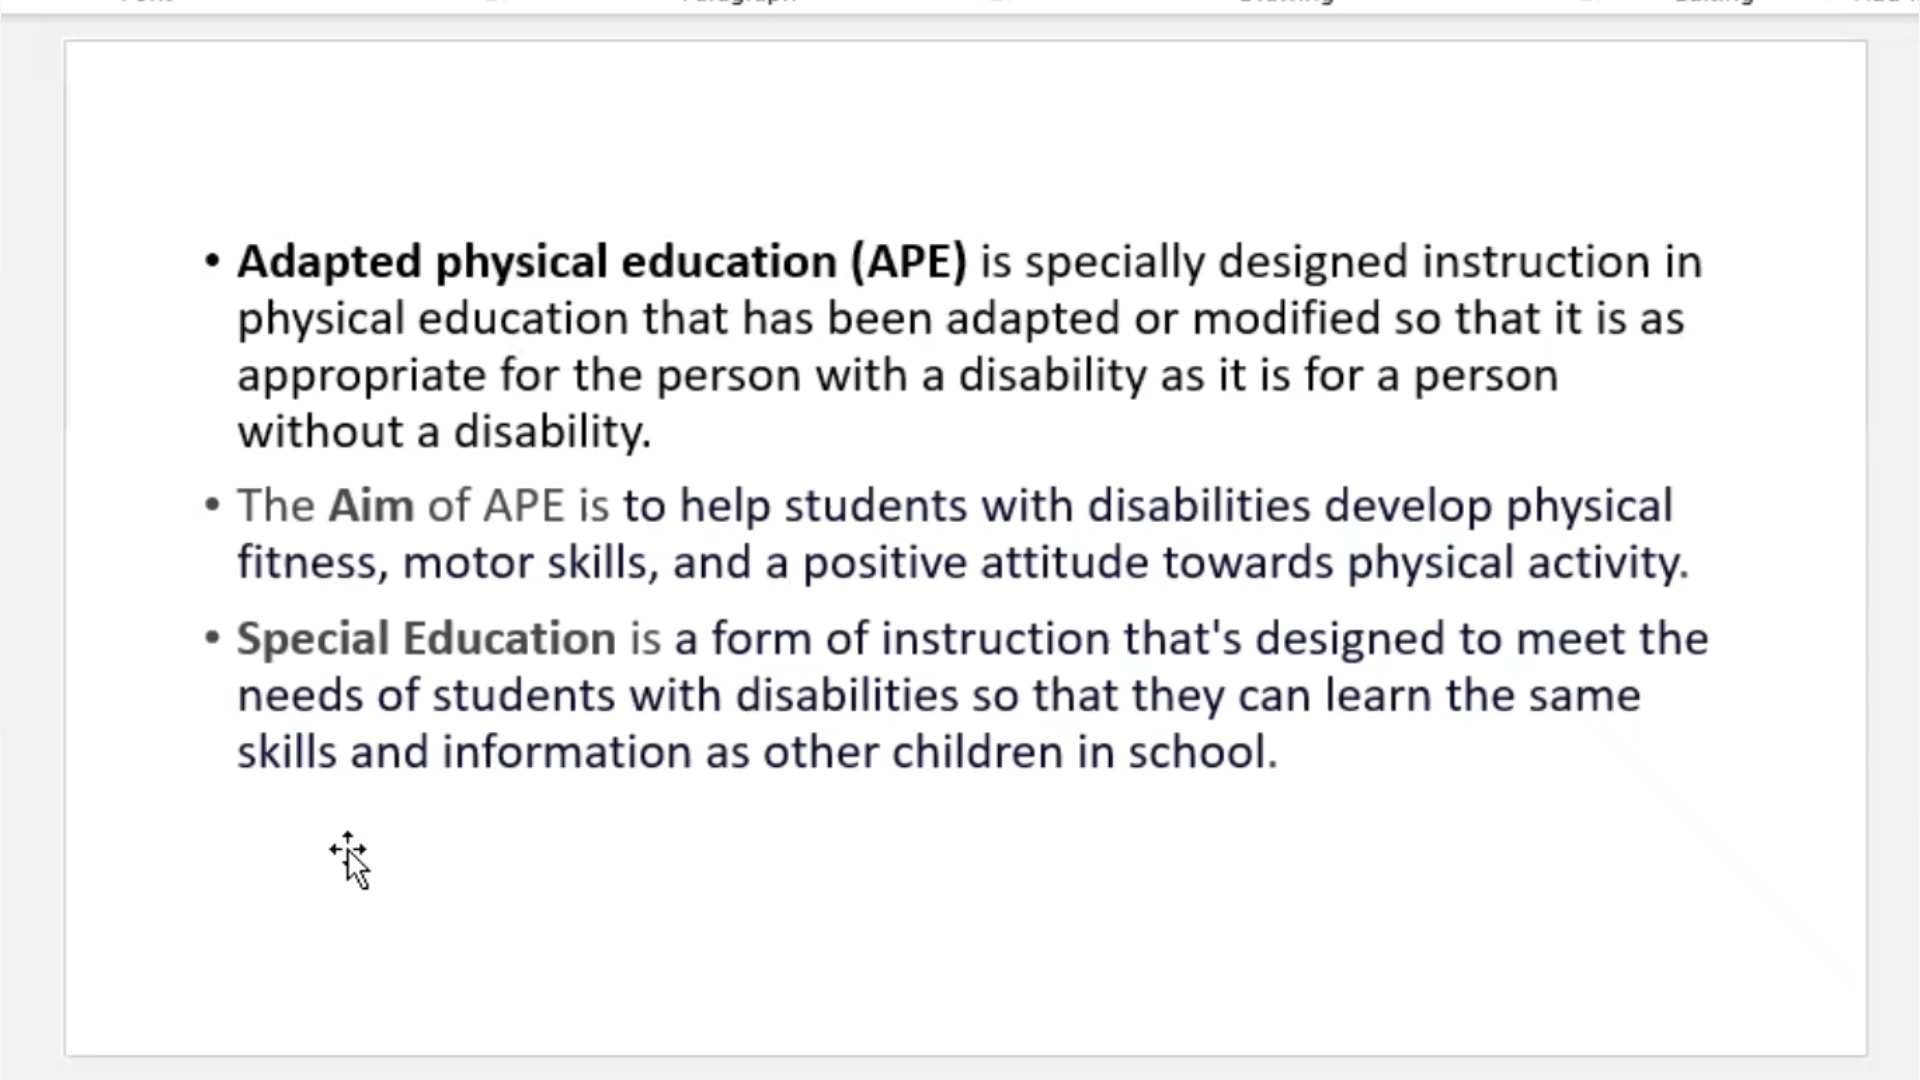 • Adapted physical education (APE) is specially designed instruction in
physical education that has been adapted or modified so that it is as
appropriate for the person with a disability as it is for a person
without a disability.
• The Aim of APE is to help students with disabilities develop physical
fitness, motor skills, and a positive attitude towards physical activity.
• Special Education is a form of instruction that's designed to meet the
needs of students with disabilities so that they can learn the same
skills and information as other children in school.